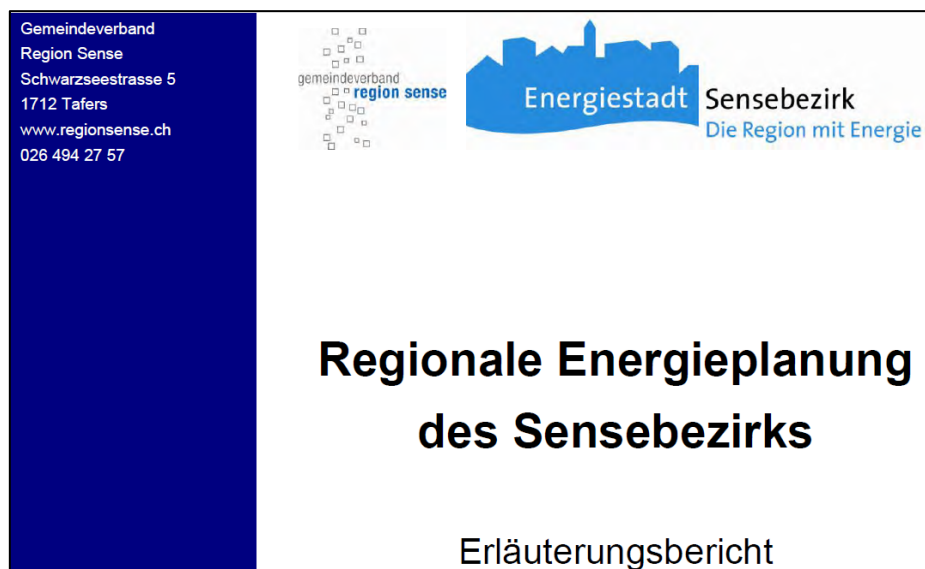 Gemeindeverband
Region Sense
Schwarzseestrasse 5
1712 Tafers
www.regionsense.ch
026 494 27 57
gemeindeverband
region sense
Energiestadt
Sensebezirk
Die Region mit Energie
Regionale Energieplanung
des Sensebezirks
Erläuterungsbericht